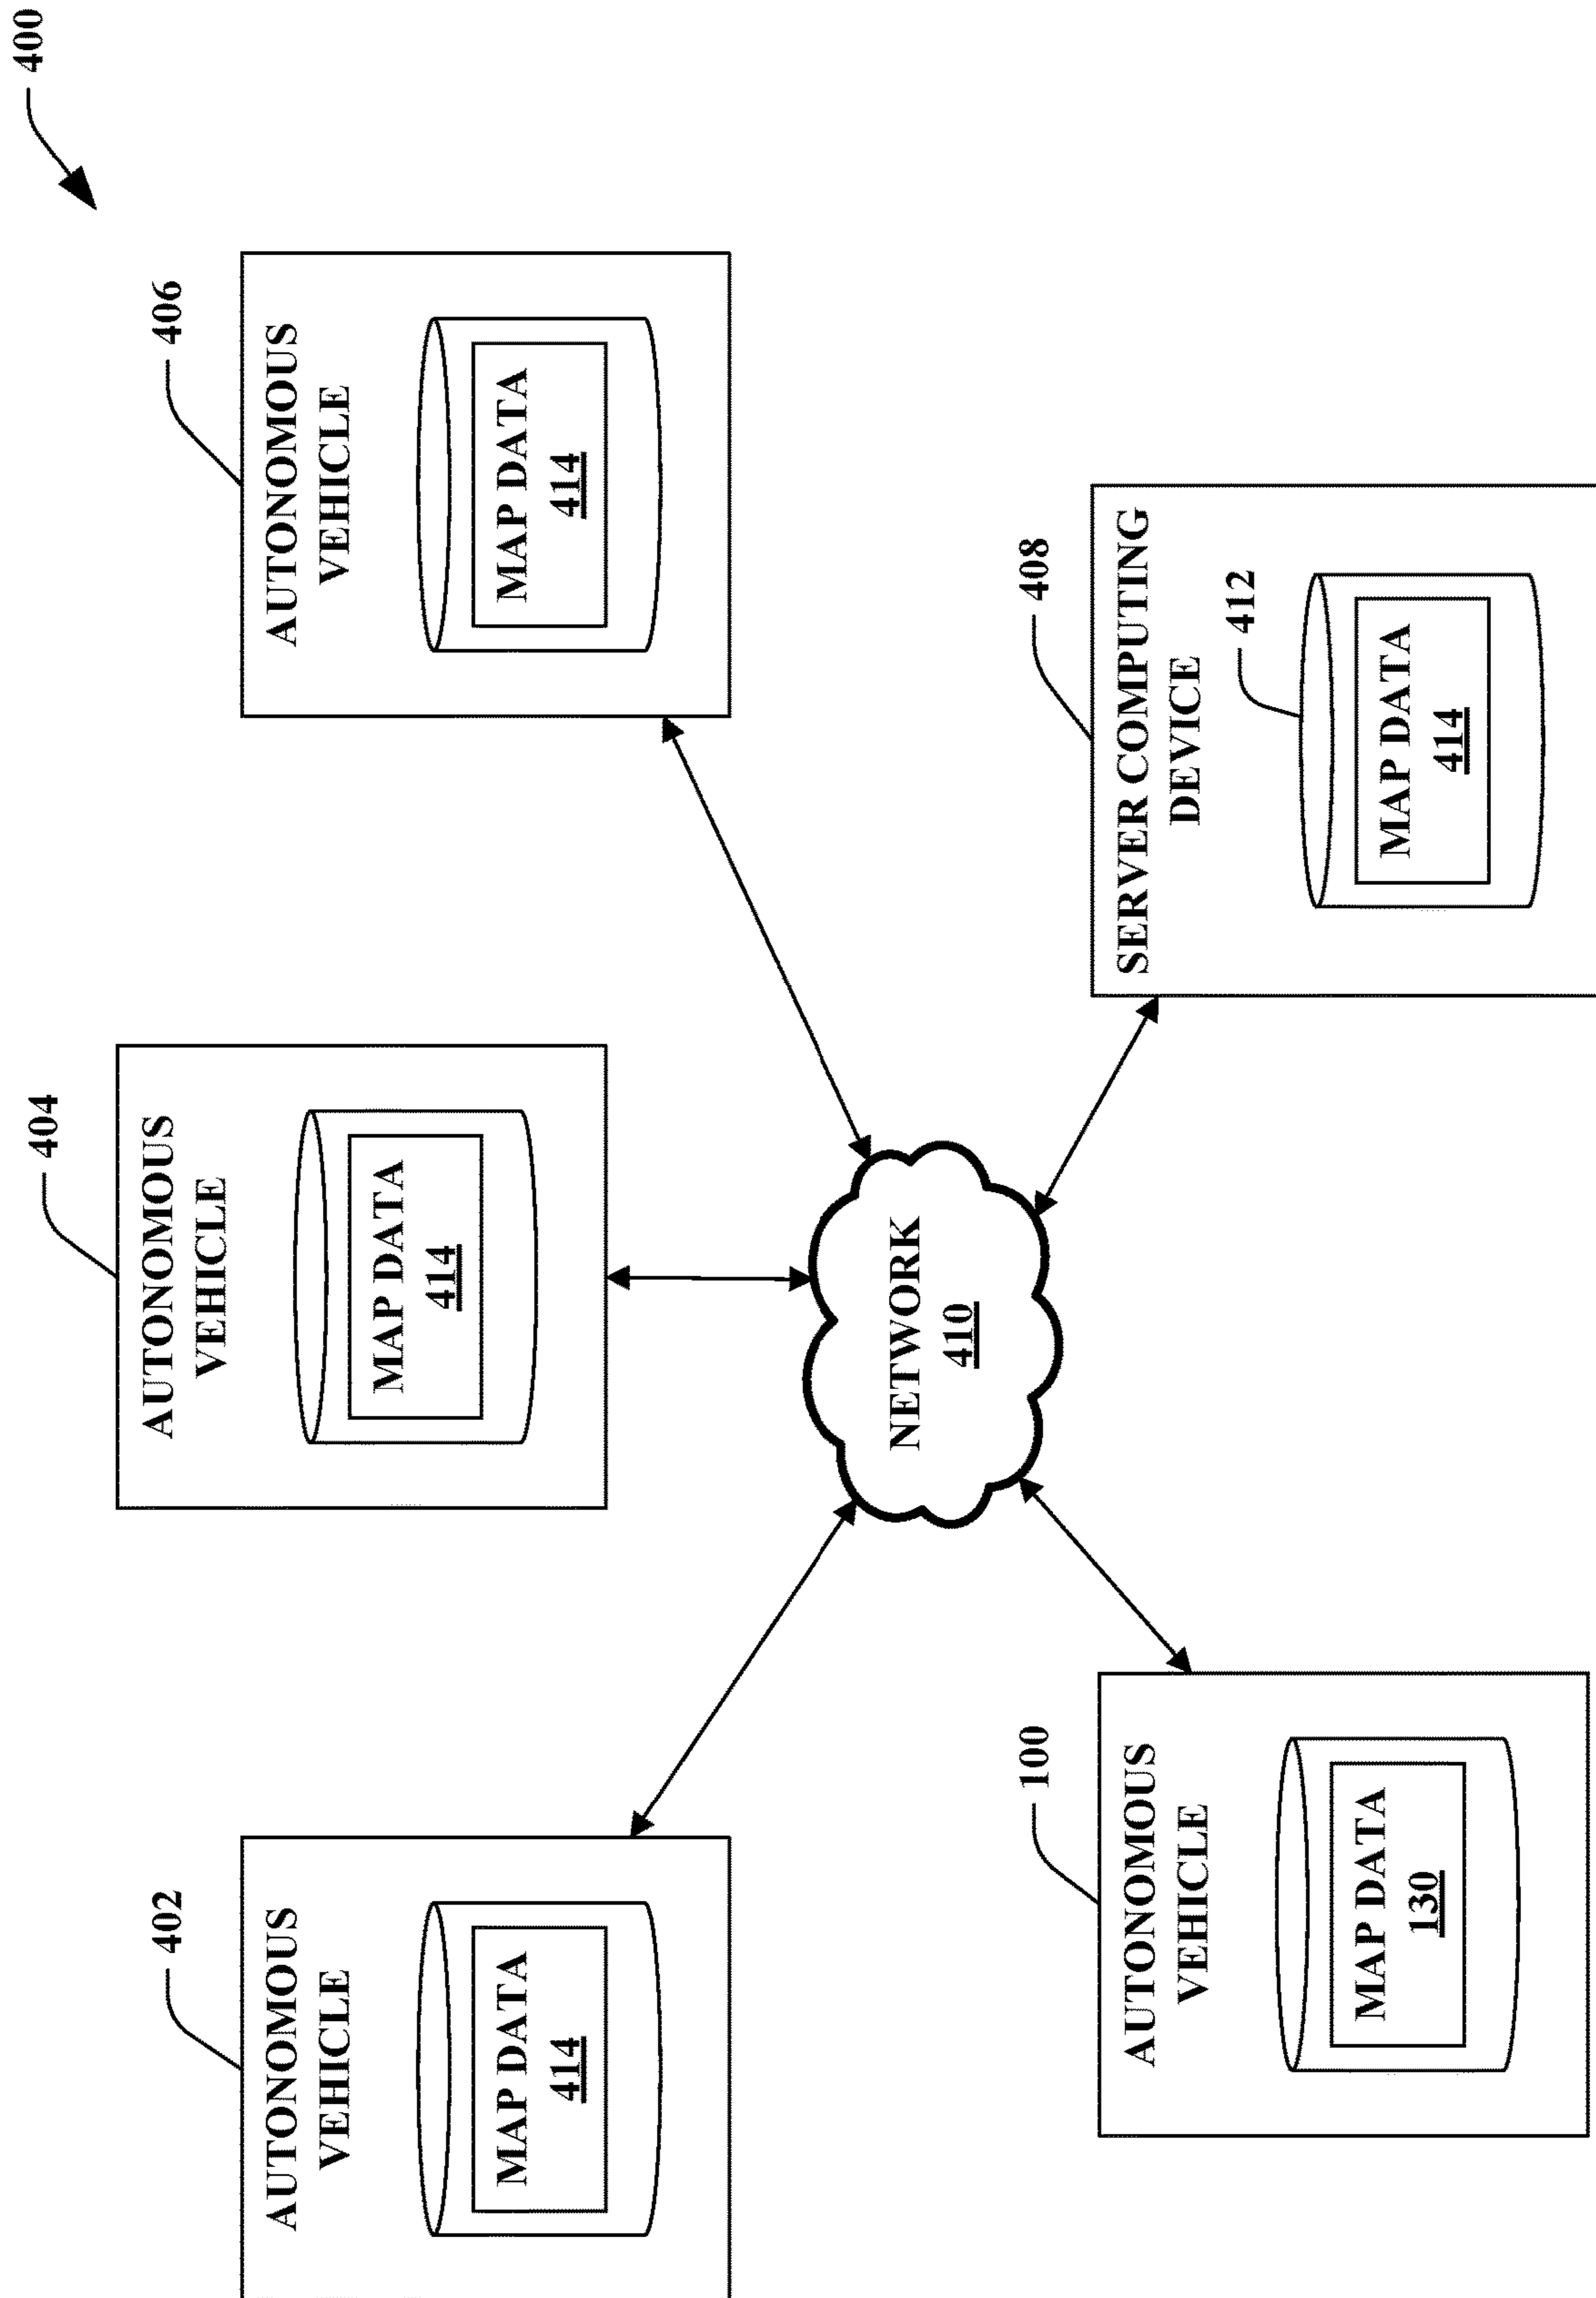 400
402
AUTONOMOUS
VEHICLE
MAP DATA
414
404
AUTONOMOUS
VEHICLE
MAP DATA
414
406
AUTONOMOUS
VEHICLE
MAP DATA
414
NETWORK
410
100
AUTONOMOUS
VEHICLE
MAP DATA
130
408
SERVER COMPUTING
DEVICE
412
MAP DATA
414